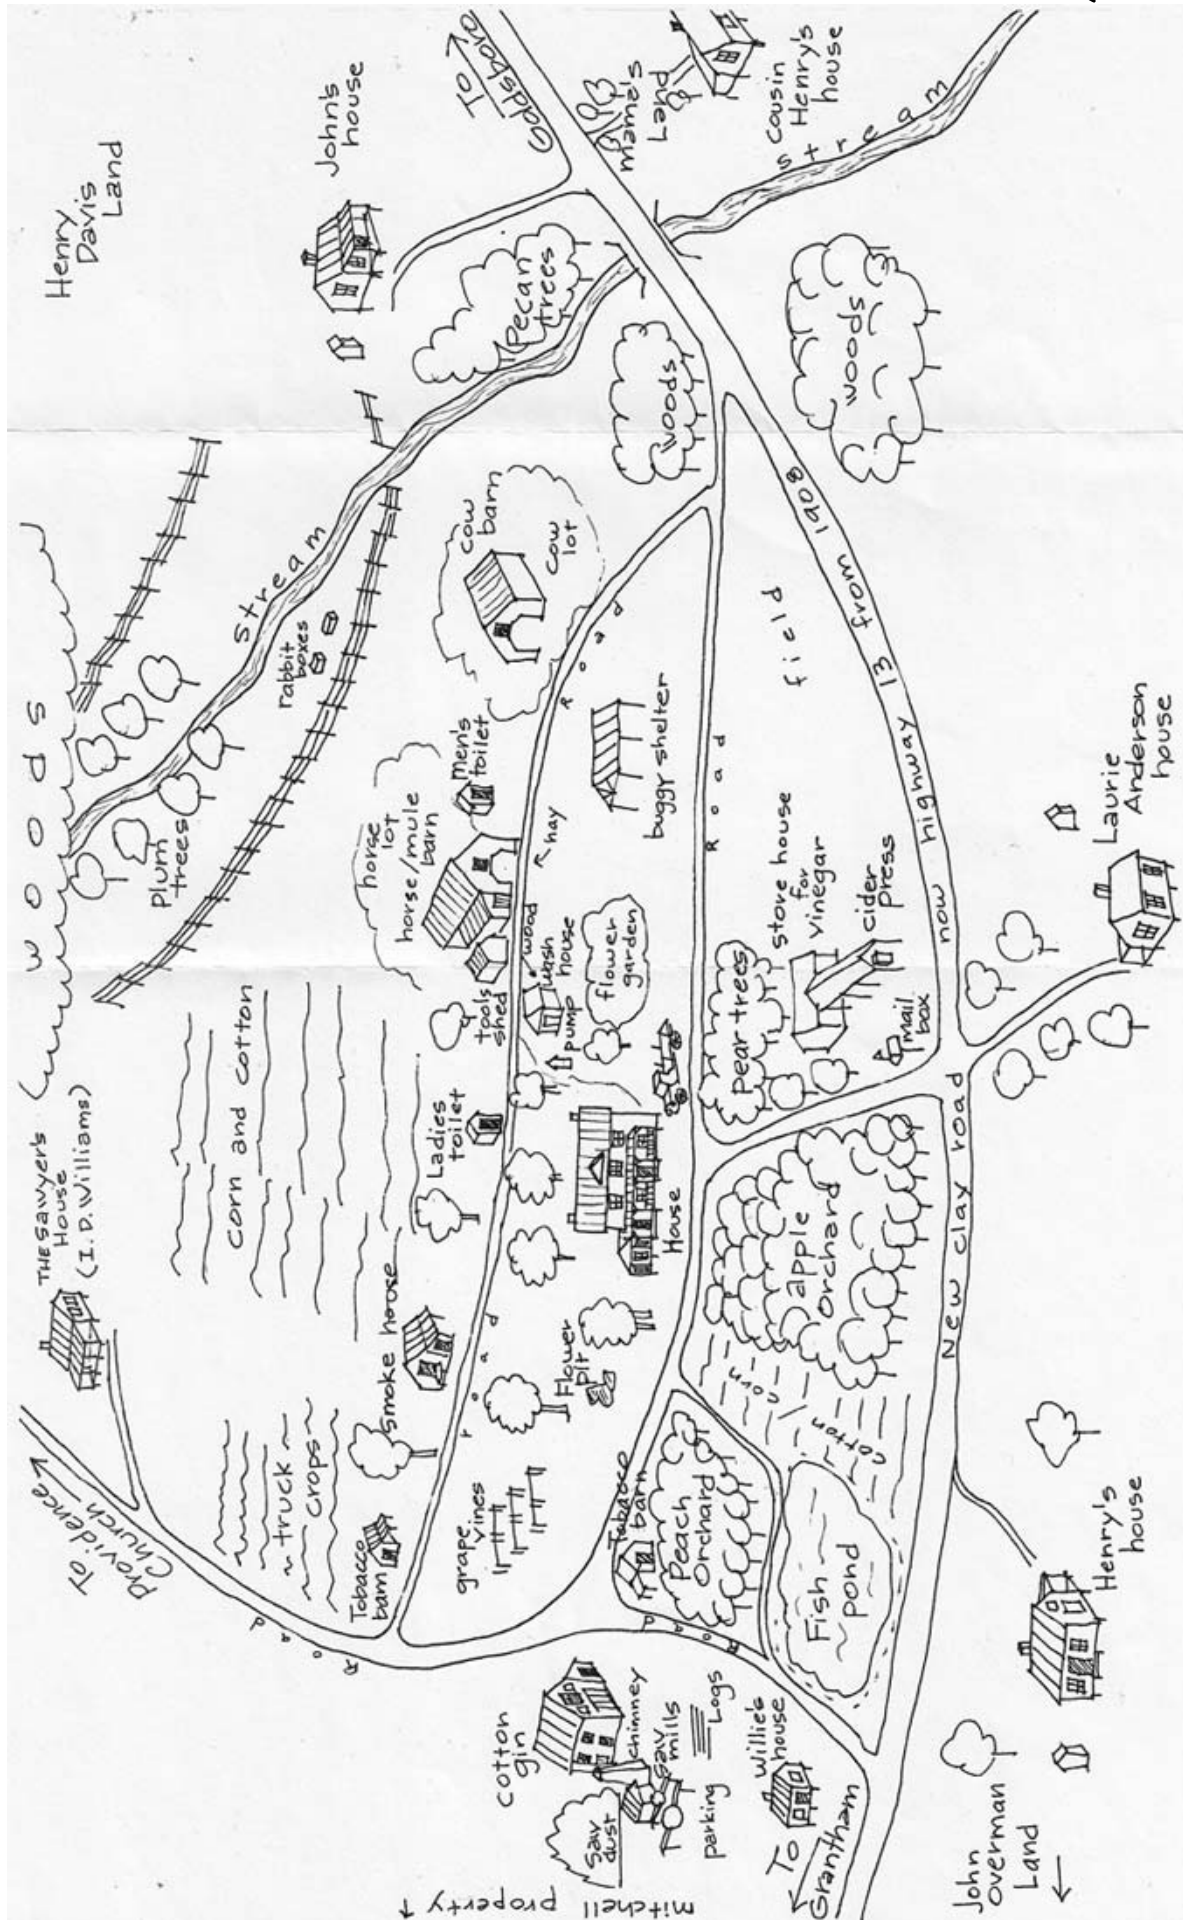 THE Sawyer's
House
(I. D. Williams)
woods
Henry
Davis
Land
To
Providence
Church
corn and cotton
Plum
trees
stream
rabbit
boxes
John's
house
~ truck ~
~ crops ~
Tobacco
barn
Smoke house
Ladies
toilet
tools
shed
horse
lot
horse/mule
barn
men's
toilet
cow
barn
cow
lot
Pecan
trees
To
Goldsboro
road
Road
grape
vines
Flower
Pit
House
pump
wash
house
wood
flower
garden
hay
buggy shelter
woods
mama's
Land
Cousin
Henry's
house
stream
cotton
gin
chimney
saw
mills
Logs
Saw
dust
parking
mitchell
property
Road
Tobacco
barn
Peach
Orchard
Road
Pear trees
store house
for
vinegar
cider
press
mail
box
field
woods
Willie's
house
To
Grantham
Fish
pond
corn
cotton
apple
orchard
New clay road
now highway 13 from 1908
John
Overman
Land
Henry's
house
Laurie
Anderson
house